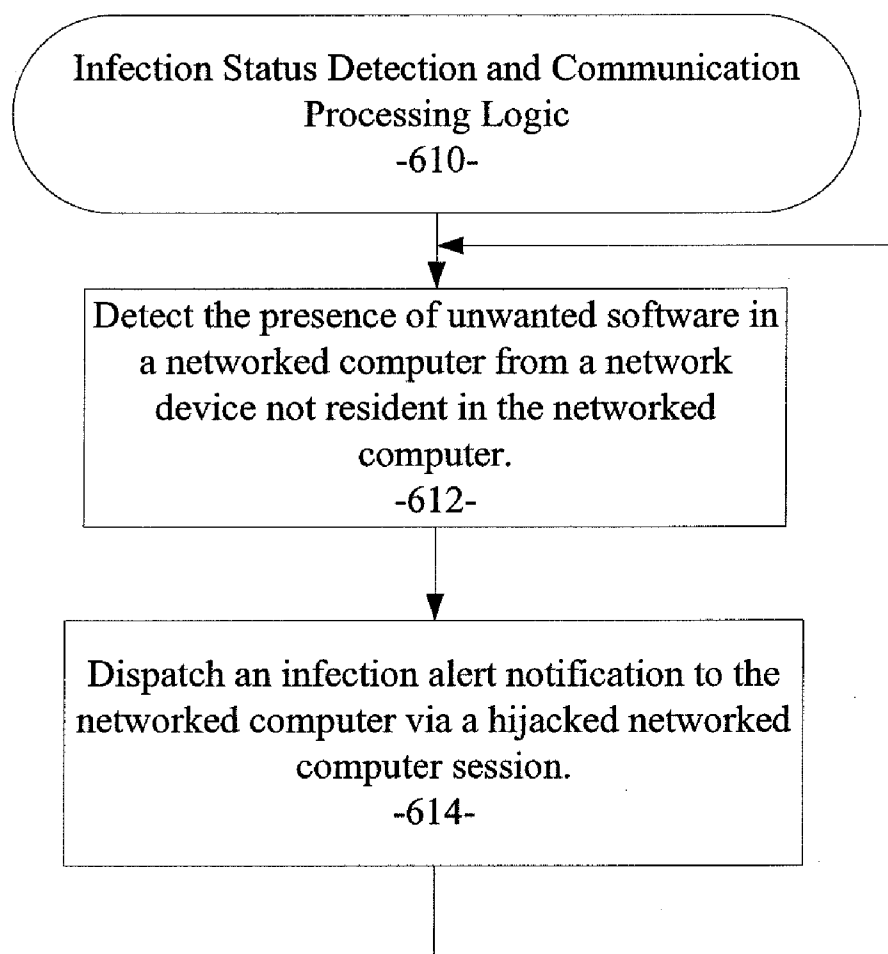 Infection Status Detection and Communication
Processing Logic
-610-
Detect the presence of unwanted software in
a networked computer from a network
device not resident in the networked
computer.
-612-
Dispatch an infection alert notification to the
networked computer via a hijacked networked
computer session.
-614-